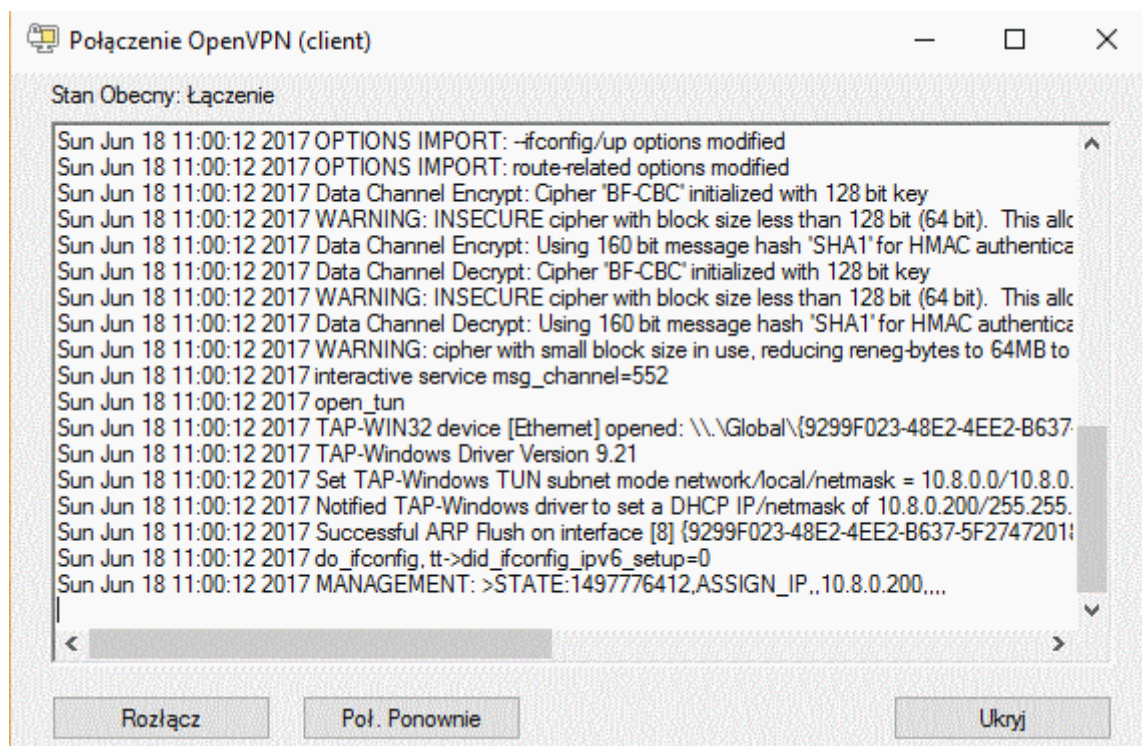 Połączenie OpenVPN (client)
Stan Obecny: Łączenie
Sun Jun 18 11:00:12 2017 OPTIONS IMPORT: --ifconfig/up options modified
Sun Jun 18 11:00:12 2017 OPTIONS IMPORT: route-related options modified
Sun Jun 18 11:00:12 2017 Data Channel Encrypt: Cipher 'BF-CBC' initialized with 128 bit key
Sun Jun 18 11:00:12 2017 WARNING: INSECURE cipher with block size less than 128 bit (64 bit).  This allo
Sun Jun 18 11:00:12 2017 Data Channel Encrypt: Using 160 bit message hash 'SHA1' for HMAC authentica
Sun Jun 18 11:00:12 2017 Data Channel Decrypt: Cipher 'BF-CBC' initialized with 128 bit key
Sun Jun 18 11:00:12 2017 WARNING: INSECURE cipher with block size less than 128 bit (64 bit).  This allo
Sun Jun 18 11:00:12 2017 Data Channel Decrypt: Using 160 bit message hash 'SHA1' for HMAC authentica
Sun Jun 18 11:00:12 2017 WARNING: cipher with small block size in use, reducing reneg-bytes to 64MB to
Sun Jun 18 11:00:12 2017 interactive service msg_channel=552
Sun Jun 18 11:00:12 2017 open_tun
Sun Jun 18 11:00:12 2017 TAP-WIN32 device [Ethernet] opened: \\.\Global\{9299F023-48E2-4EE2-B637-
Sun Jun 18 11:00:12 2017 TAP-Windows Driver Version 9.21
Sun Jun 18 11:00:12 2017 Set TAP-Windows TUN subnet mode network/local/netmask = 10.8.0.0/10.8.0.
Sun Jun 18 11:00:12 2017 Notified TAP-Windows driver to set a DHCP IP/netmask of 10.8.0.200/255.255.
Sun Jun 18 11:00:12 2017 Successful ARP Flush on interface [8] {9299F023-48E2-4EE2-B637-5F27472018
Sun Jun 18 11:00:12 2017 do_ifconfig, tt->did_ifconfig_ipv6_setup=0
Sun Jun 18 11:00:12 2017 MANAGEMENT: >STATE:1497776412,ASSIGN_IP,,10.8.0.200,,,,
Rozłącz Poł. Ponownie Ukryj